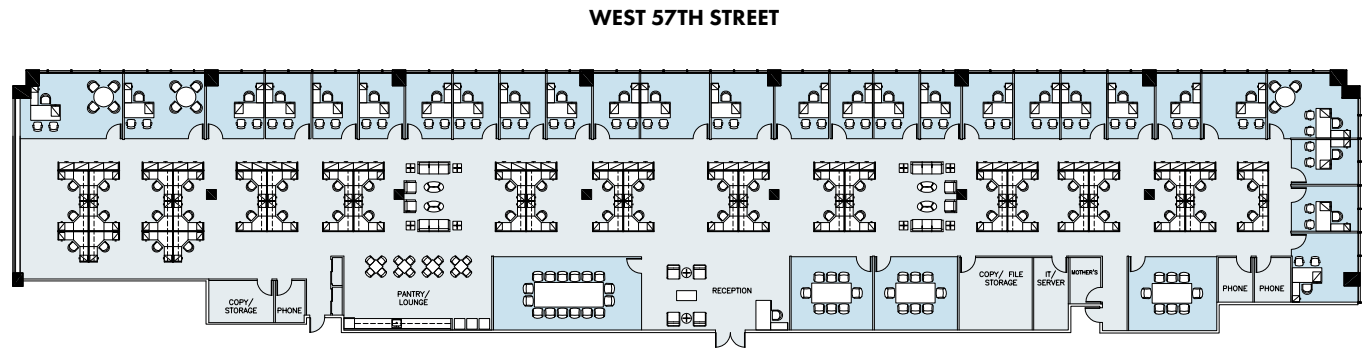 WEST 57TH STREET
COPY/
STORAGE
PHONE
PANTRY/
LOUNGE
RECEPTION
COPY/ FILE
STORAGE
IT/
SERVER
MOTHER'S
PHONE
PHONE